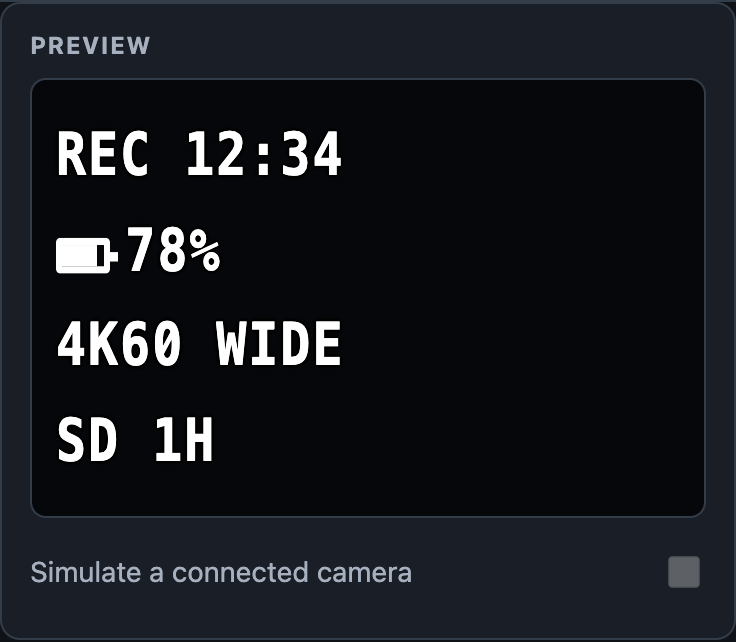 PREVIEW
REC 12:34
78%
4K60 WIDE
SD 1H
Simulate a connected camera